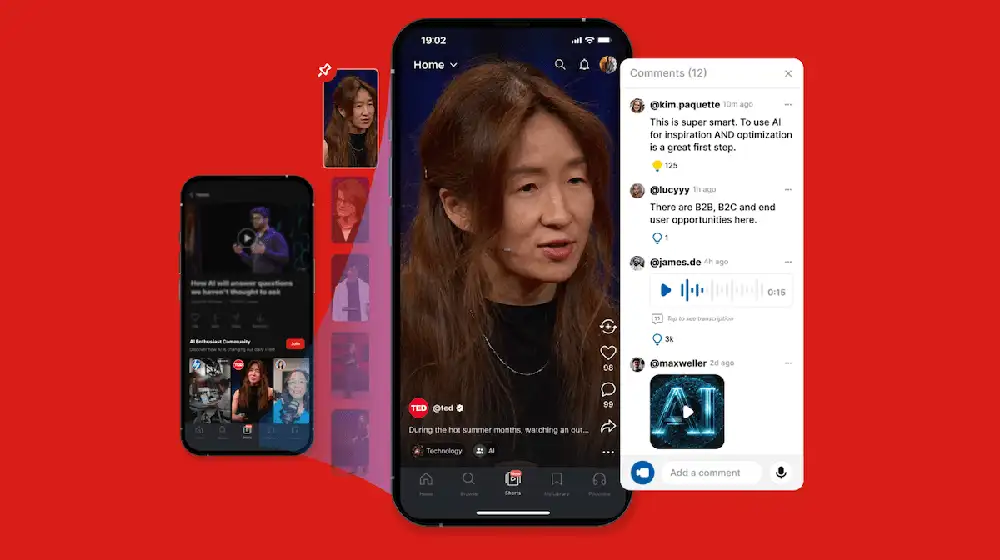 How AI will answer questions
we haven't thought to ask
AI Enthusiast Community
Join
TED
19:02
Home
TED @ted
During the hot summer months, watching an out...
Technology
AI
98
99
Home
Shorts
Comments (12)
@kim.paquette 10m ago
This is super smart. To use AI
for inspiration AND optimization
is a great first step.
125
@lucyyy 1h ago
There are B2B, B2C and end
user opportunities here.
1
@james.de 4h ago
0:15
Tap to see transcription
3k
@maxweller 2d ago
AI
Add a comment